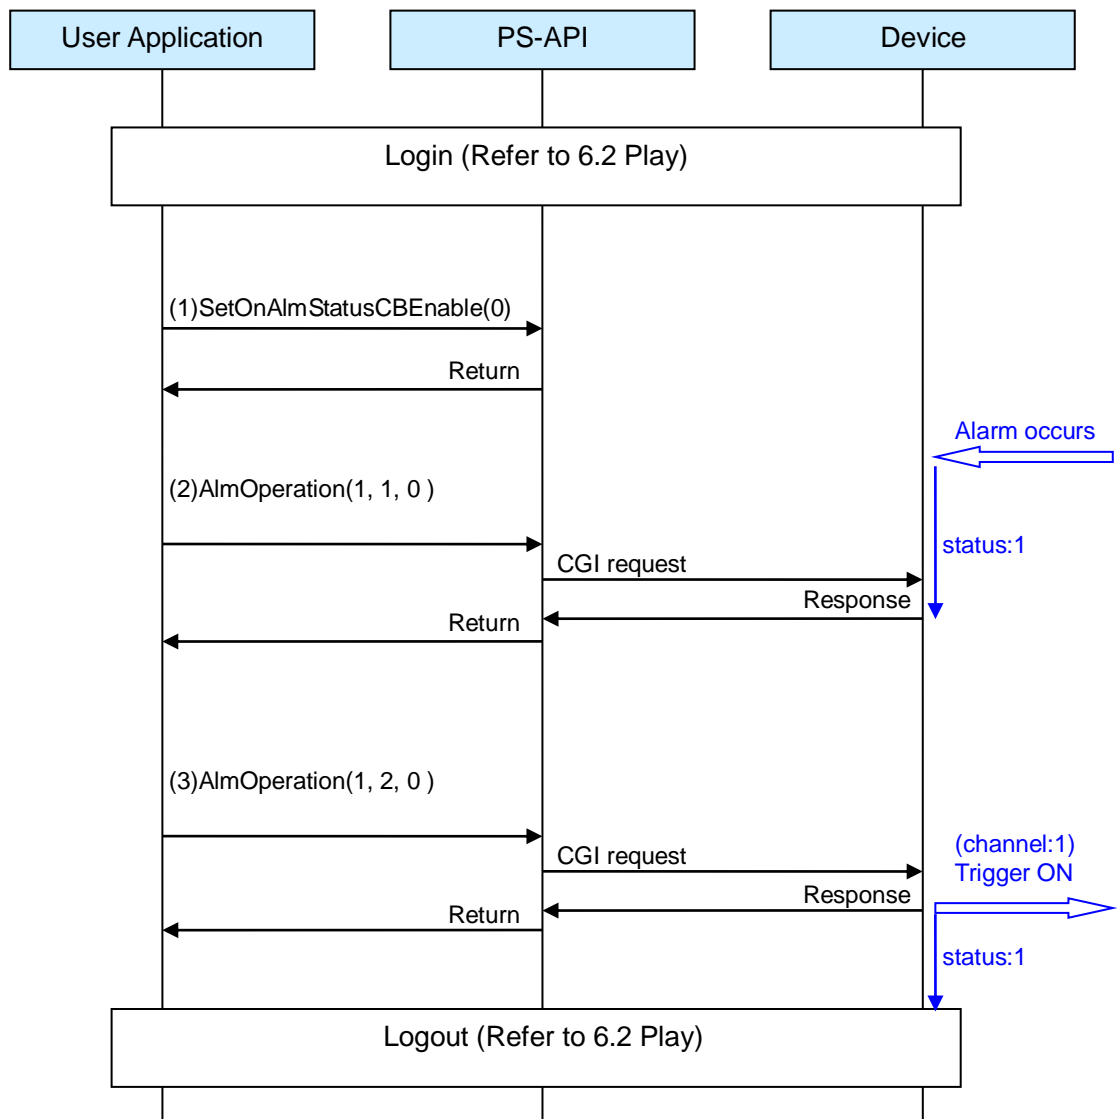 User Application
PS-API
Device
Login (Refer to 6.2 Play)
(1)SetOnAlmStatusCBEnable(0)
Return
Alarm occurs
(2)AlmOperation(1, 1, 0 )
status:1
CGI request
Response
Return
(3)AlmOperation(1, 2, 0 )
(channel:1)
Trigger ON
CGI request
Response
Return
status:1
Logout (Refer to 6.2 Play)